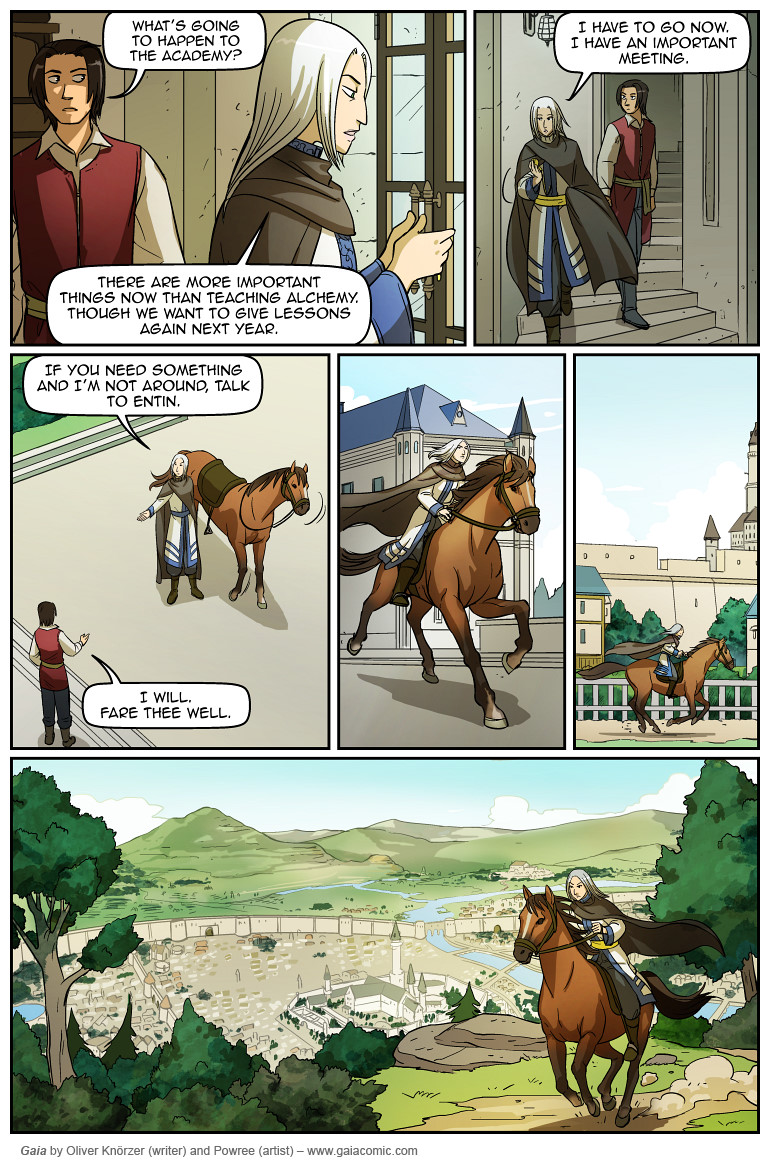 WHAT'S GOING
TO HAPPEN TO
THE ACADEMY?
THERE ARE MORE IMPORTANT
THINGS NOW THAN TEACHING ALCHEMY.
THOUGH WE WANT TO GIVE LESSONS
AGAIN NEXT YEAR.
I HAVE TO GO NOW.
I HAVE AN IMPORTANT
MEETING.
IF YOU NEED SOMETHING
AND I'M NOT AROUND, TALK
TO ENTIN.
I WILL.
FARE THEE WELL.
Gaia by Oliver Knörzer (writer) and Powree (artist) – www.gaiacomic.com